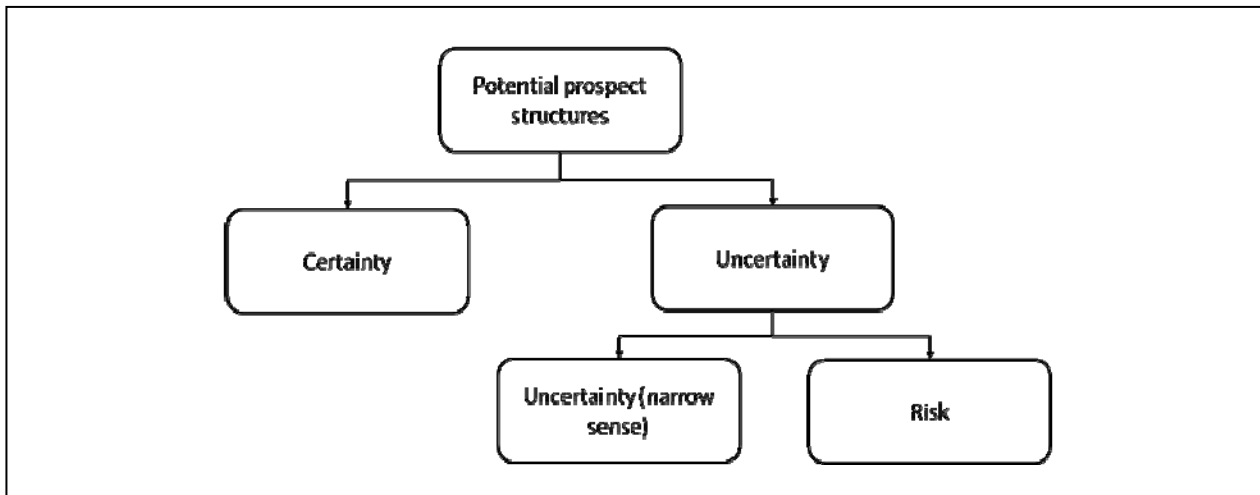 Potential prospect
structures
Certainty
Uncertainty
Uncertainty (narrow
sense)
Risk